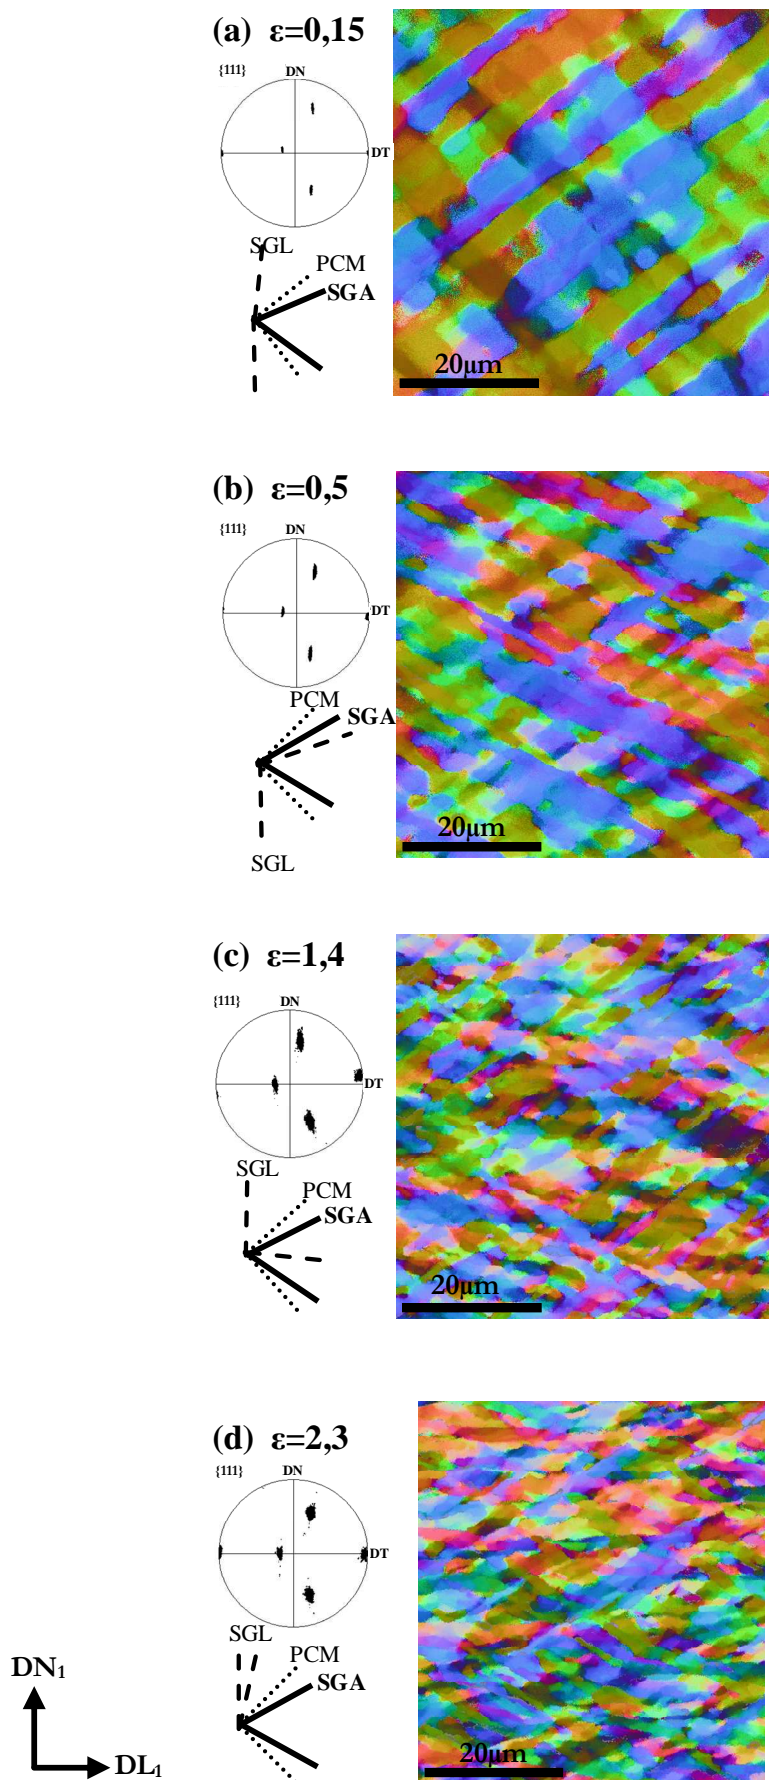 (a) ε=0,15
{111}
DN
DT
SGL
PCM
SGA
20µm
(b) ε=0,5
{111}
DN
DT
PCM
SGA
SGL
20µm
(c) ε=1,4
{111}
DN
DT
SGL
PCM
SGA
20µm
(d) ε=2,3
{111}
DN
DT
SGL
PCM
SGA
20µm
DN₁
DL₁